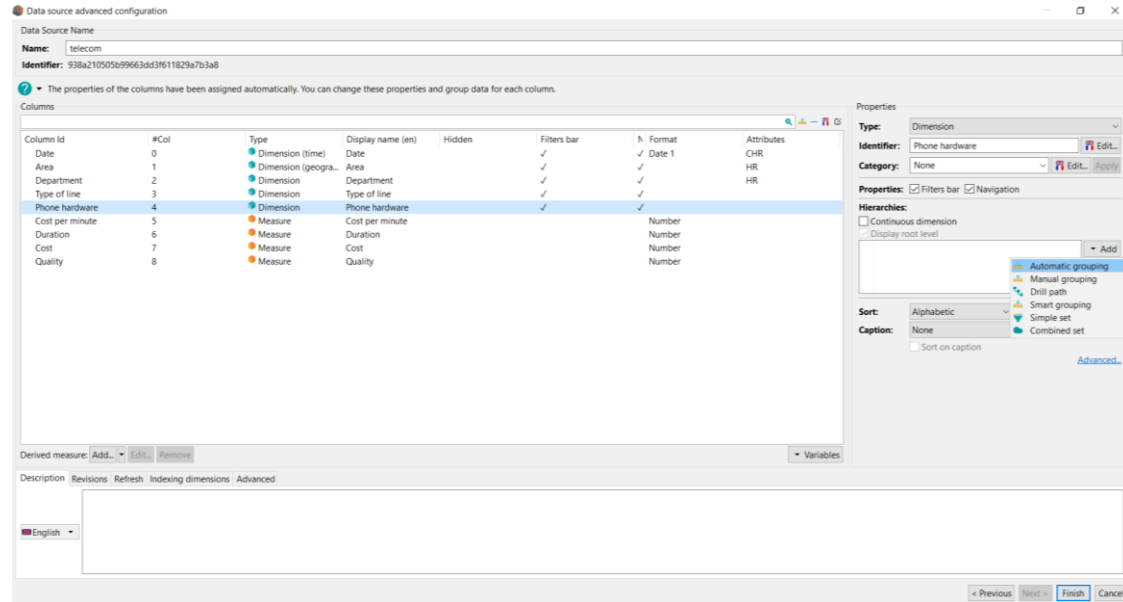 Data source advanced configuration
Data Source Name
Name: telecom
Identifier: 938a210505b99663dd3f611829a7b3a8
The properties of the columns have been assigned automatically. You can change these properties and group data for each column.
Columns
Column Id #Col Type Display name (en) Hidden Filters bar N Format Attributes
Date 0 Dimension (time) Date ✓ ✓ Date 1 CHR
Area 1 Dimension (geogra... Area ✓ ✓ HR
Department 2 Dimension Department ✓ ✓ HR
Type of line 3 Dimension Type of line ✓ ✓
Phone hardware 4 Dimension Phone hardware ✓ ✓
Cost per minute 5 Measure Cost per minute Number
Duration 6 Measure Duration Number
Cost 7 Measure Cost Number
Quality 8 Measure Quality Number
Derived measure: Add... Edit... Remove Variables
Properties
Type: Dimension
Identifier: Phone hardware Edit...
Category: None Edit... Apply
Properties: Filters bar Navigation
Hierarchies:
Continuous dimension
Display root level
Add
Automatic grouping
Manual grouping
Drill path
Smart grouping
Simple set
Combined set
Sort: Alphabetic
Caption: None
Sort on caption
Advanced...
Description Revisions Refresh Indexing dimensions Advanced
English
< Previous Next > Finish Cancel